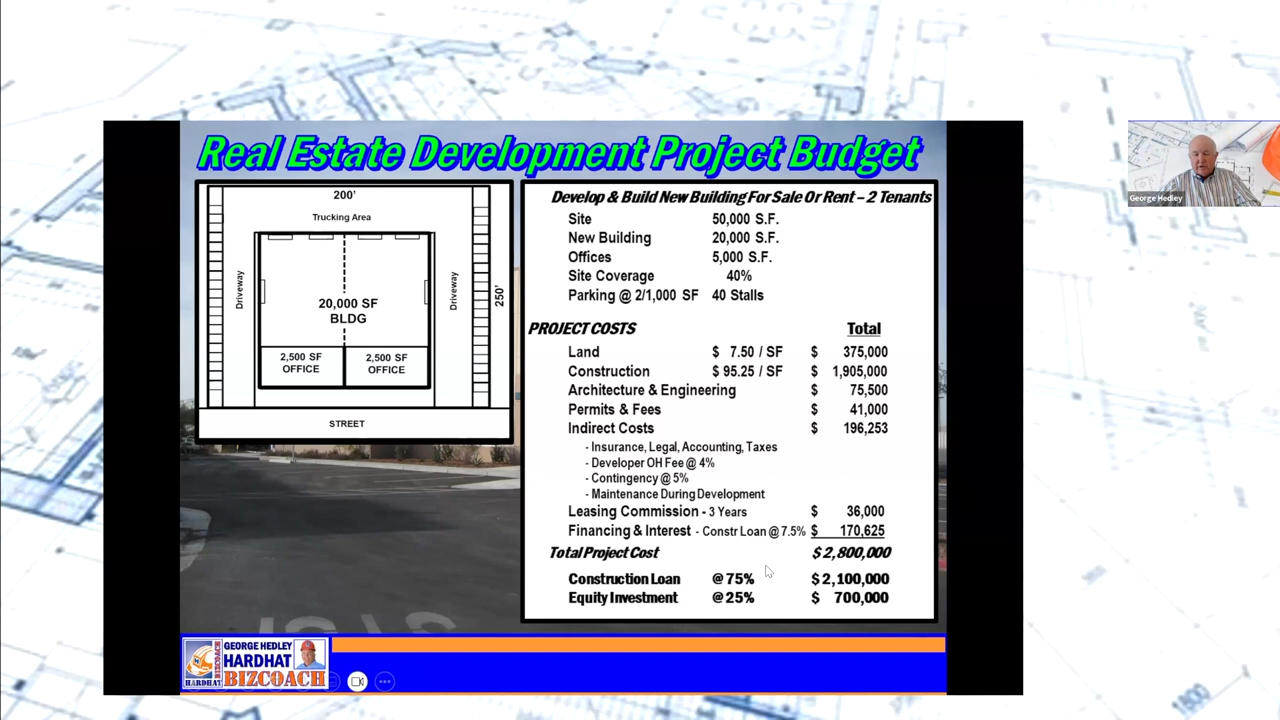 Real Estate Development Project Budget
200'
Trucking Area
Driveway
Driveway
250'
20,000 SF
BLDG
2,500 SF
OFFICE
2,500 SF
OFFICE
STREET
Develop & Build New Building For Sale Or Rent – 2 Tenants
Site 50,000 S.F.
New Building 20,000 S.F.
Offices 5,000 S.F.
Site Coverage 40%
Parking @ 2/1,000 SF 40 Stalls
PROJECT COSTS Total
Land $ 7.50 / SF $ 375,000
Construction $ 95.25 / SF $ 1,905,000
Architecture & Engineering $ 75,500
Permits & Fees $ 41,000
Indirect Costs $ 196,253
- Insurance, Legal, Accounting, Taxes
- Developer OH Fee @ 4%
- Contingency @ 5%
- Maintenance During Development
Leasing Commission - 3 Years $ 36,000
Financing & Interest - Constr Loan @ 7.5% $ 170,625
Total Project Cost $ 2,800,000
Construction Loan @ 75% $ 2,100,000
Equity Investment @ 25% $ 700,000
George Hedley
GEORGE HEDLEY
HARDHAT
BIZCOACH
BIZCOACH
HARDHAT
1800